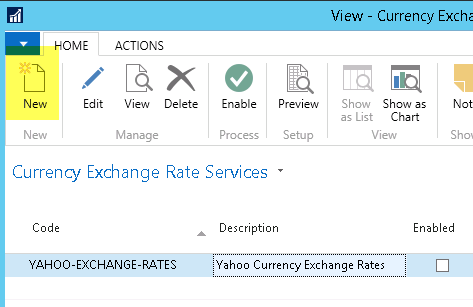 View - Currency Excha
HOME ACTIONS
New Edit View Delete Enable Preview Show as List Show as Chart Not
New Manage Process Setup View Sho
Currency Exchange Rate Services
Code Description Enabled
YAHOO-EXCHANGE-RATES Yahoo Currency Exchange Rates